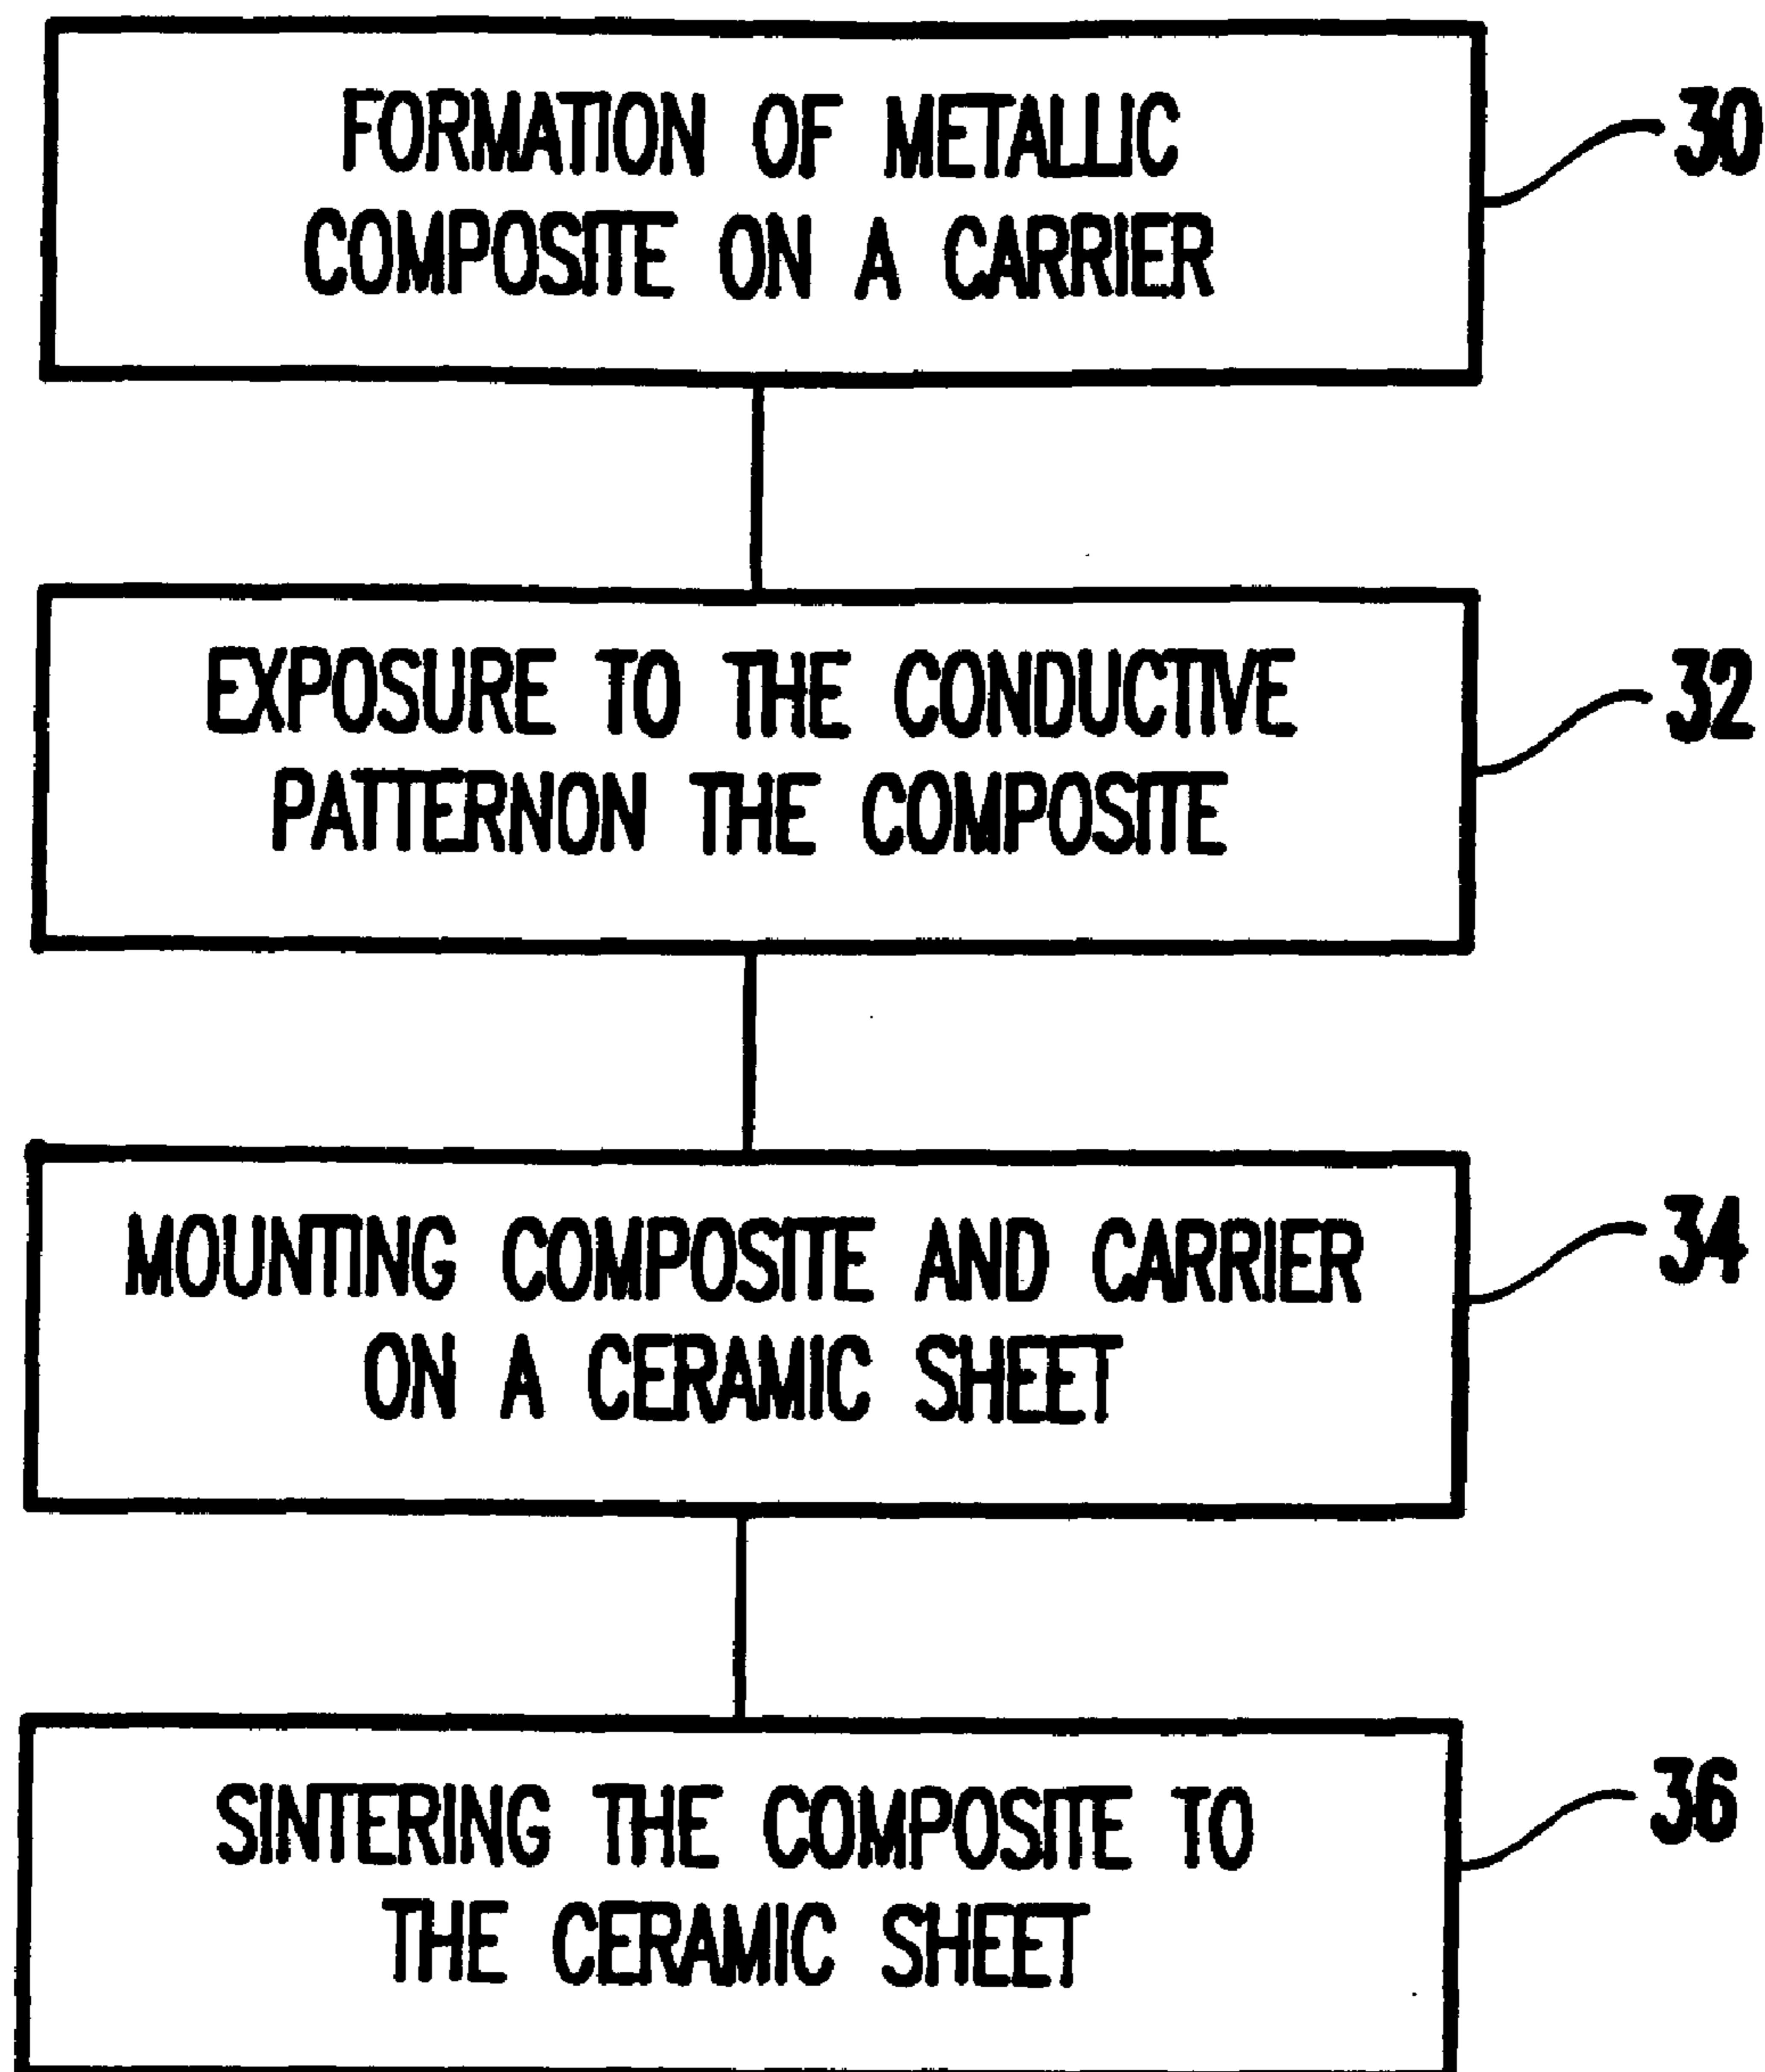 FORMATION OF METALLIC
COMPOSITE ON A CARRIER
30
EXPOSURE TO THE CONDUCTIVE
PATTERNON THE COMPOSITE
32
MOUNTING COMPOSITE AND CARRIER
ON A CERAMIC SHEET
34
SINTERING THE COMPOSITE TO
THE CERAMIC SHEET
36